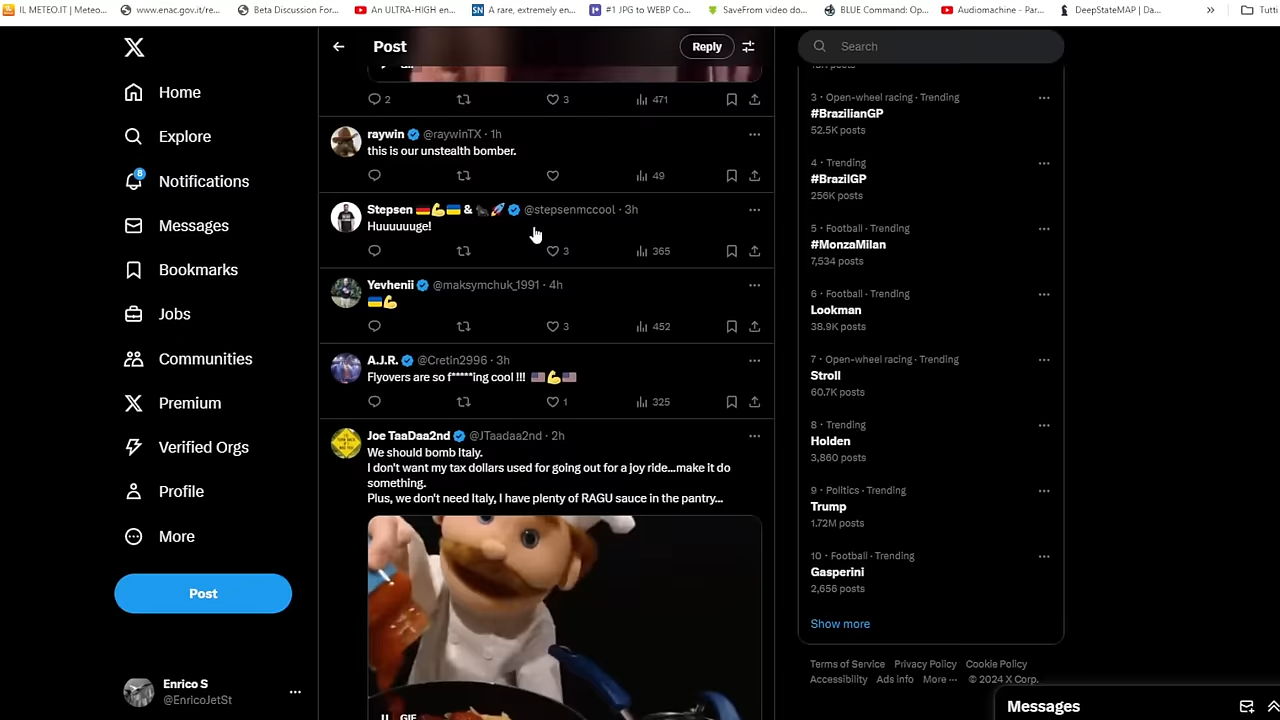 IL METEO.IT | Meteo...
www.enac.gov.it/re...
Beta Discussion For...
An ULTRA-HIGH en...
A rare, extremely en...
#1 JPG to WEBP Co...
SaveFrom video do...
BLUE Command: Op...
Audiomachine - Par...
DeepStateMAP | Da...
»
Tutti
Home
Explore
8
Notifications
Messages
Bookmarks
Jobs
Communities
Premium
Verified Orgs
Profile
More
Post
Enrico S
@EnricoJetSt
Post
Reply
2
3
471
raywin @raywinTX · 1h
this is our unstealth bomber.
49
Stepsen 🇩🇪💪🇺🇦 & 🐈‍⬛🚀 @stepsenmccool · 3h
Huuuuuge!
3
365
Yevhenii @maksymchuk_1991 · 4h
🇺🇦💪
3
452
A.J.R. @Cretin2996 · 3h
Flyovers are so f*****ing cool !!! 🇺🇸💪🇺🇸
1
325
Joe TaaDaa2nd @JTaadaa2nd · 2h
We should bomb Italy.
I don't want my tax dollars used for going out for a joy ride...make it do
something.
Plus, we don't need Italy, I have plenty of RAGU sauce in the pantry...
GIF
Search
3 · Open-wheel racing · Trending
#BrazilianGP
52.5K posts
4 · Trending
#BrazilGP
256K posts
5 · Football · Trending
#MonzaMilan
7,534 posts
6 · Football · Trending
Lookman
38.9K posts
7 · Open-wheel racing · Trending
Stroll
60.7K posts
8 · Trending
Holden
3,860 posts
9 · Politics · Trending
Trump
1.72M posts
10 · Football · Trending
Gasperini
2,656 posts
Show more
Terms of Service Privacy Policy Cookie Policy
Accessibility Ads info More ··· © 2024 X Corp.
Messages